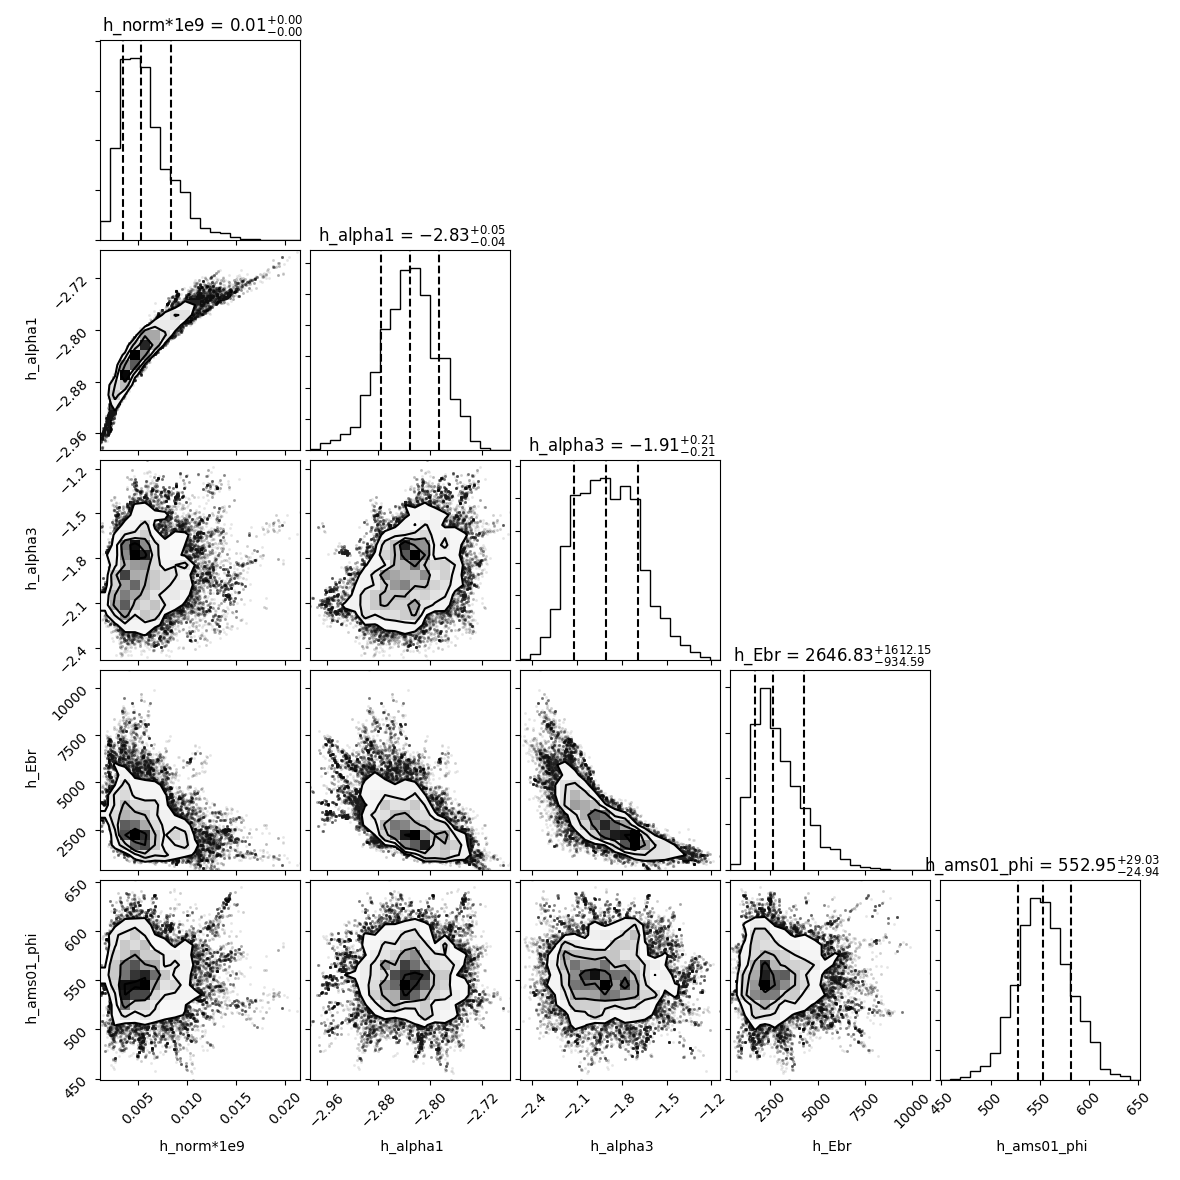 h_norm*1e9 = 0.01+0.00−0.00
h_alpha1 = −2.83+0.05−0.04
h_alpha1
−2.72
−2.80
−2.88
−2.96
h_alpha3 = −1.91+0.21−0.21
h_alpha3
−1.2
−1.5
−1.8
−2.1
−2.4
h_Ebr = 2646.83+1612.15−934.59
h_Ebr
10000
7500
5000
2500
h_ams01_phi = 552.95+29.03−24.94
h_ams01_phi
650
600
550
500
450
0.005 0.010 0.015 0.020 −2.96 −2.88 −2.80 −2.72 −2.4 −2.1 −1.8 −1.5 −1.2 2500 5000 7500 10000 450 500 550 600 650
h_norm*1e9 h_alpha1 h_alpha3 h_Ebr h_ams01_phi